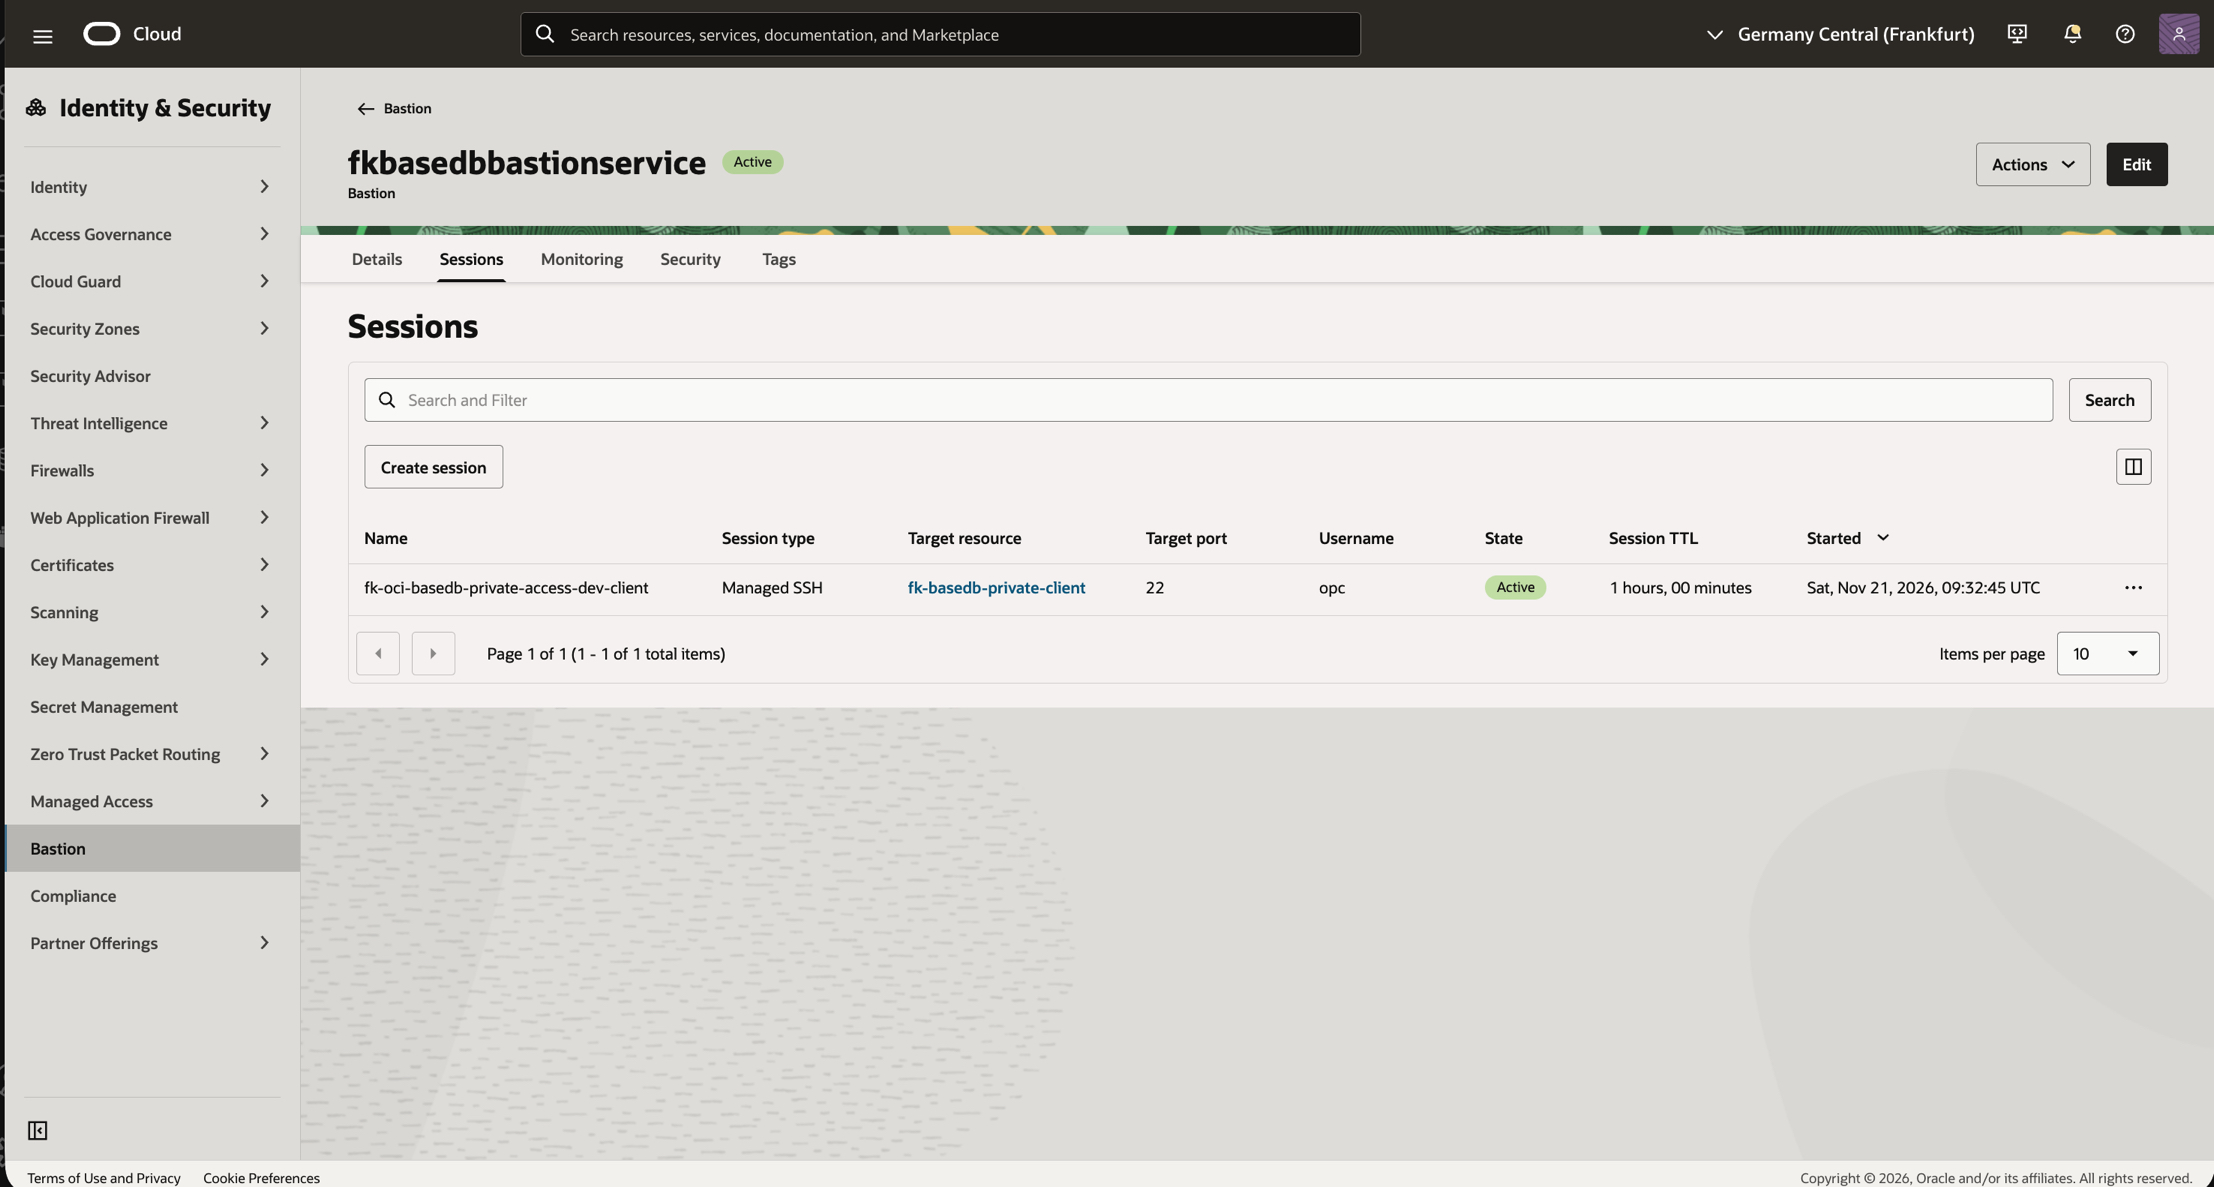 Cloud
Search resources, services, documentation, and Marketplace
Germany Central (Frankfurt)
Identity & Security
Identity
Access Governance
Cloud Guard
Security Zones
Security Advisor
Threat Intelligence
Firewalls
Web Application Firewall
Certificates
Scanning
Key Management
Secret Management
Zero Trust Packet Routing
Managed Access
Bastion
Compliance
Partner Offerings
Bastion
fkbasedbbastionservice Active
Bastion
Actions Edit
Details Sessions Monitoring Security Tags
Sessions
Search and Filter Search
Create session
Name Session type Target resource Target port Username State Session TTL Started
fk-oci-basedb-private-access-dev-client Managed SSH fk-basedb-private-client 22 opc Active 1 hours, 00 minutes Sat, Nov 21, 2026, 09:32:45 UTC
Page 1 of 1 (1 - 1 of 1 total items) Items per page 10
Terms of Use and Privacy Cookie Preferences Copyright © 2026, Oracle and/or its affiliates. All rights reserved.